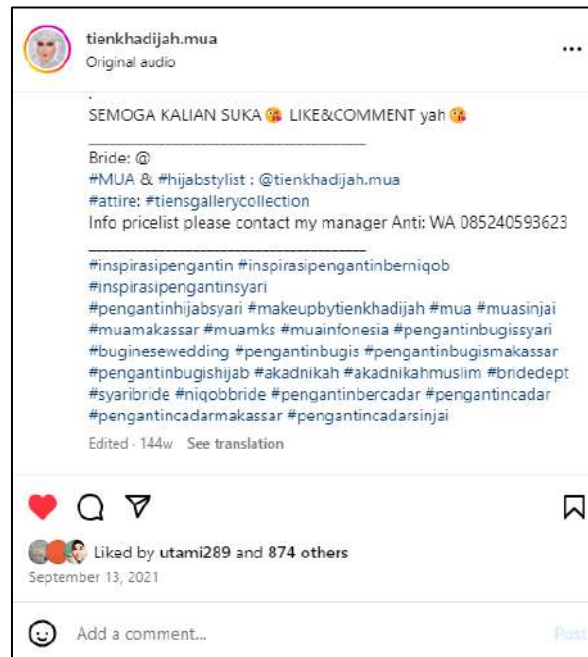 tienkhadijah.mua
Original audio
.
SEMOGA KALIAN SUKA😘 LIKE&COMMENT yah😘
Bride: @
#MUA & #hijabstylist : @tienkhadijah.mua
#attire: #tiensgallerycollection
Info pricelist please contact my manager Anti: WA 085240593623
#inspirasipengantin #inspirasipengantinberniqob
#inspirasipengantinsyari
#pengantinhijabsyari #makeupbytienkhadijah #mua #muasinjai
#muamakassar #muamks #muainfonesia #pengantinbugissyari
#buginesewedding #pengantinbugis #pengantinbugismakassar
#pengantinbugishijab #akadnikah #akadnikahmuslim #bridedept
#syaribride #niqobbride #pengantinbercadar #pengantincadar
#pengantincadarmakassar #pengantincadarsinjai
Edited · 144w See translation
Liked by utami289 and 874 others
September 13, 2021
Add a comment...
Post